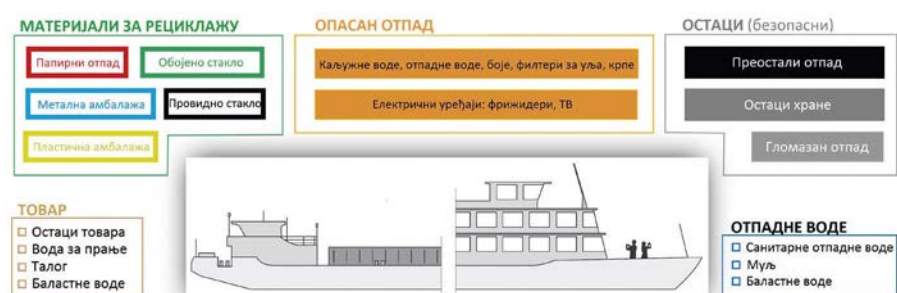 МАТЕРИЈАЛИ ЗА РЕЦИКЛАЖУ
Папирни отпад
Обојено стакло
Метална амбалажа
Провидно стакло
Пластична амбалажа
ОПАСАН ОТПАД
Каљужне воде, отпадне воде, боје, филтери за уља, крпе
Електрични уређаји: фрижидери, ТВ
ОСТАЦИ (безопасни)
Преостали отпад
Остаци хране
Гломазан отпад
ТОВАР
Остаци товара
Вода за прање
Талог
Баластне воде
ОТПАДНЕ ВОДЕ
Санитарне отпадне воде
Муљ
Баластне воде